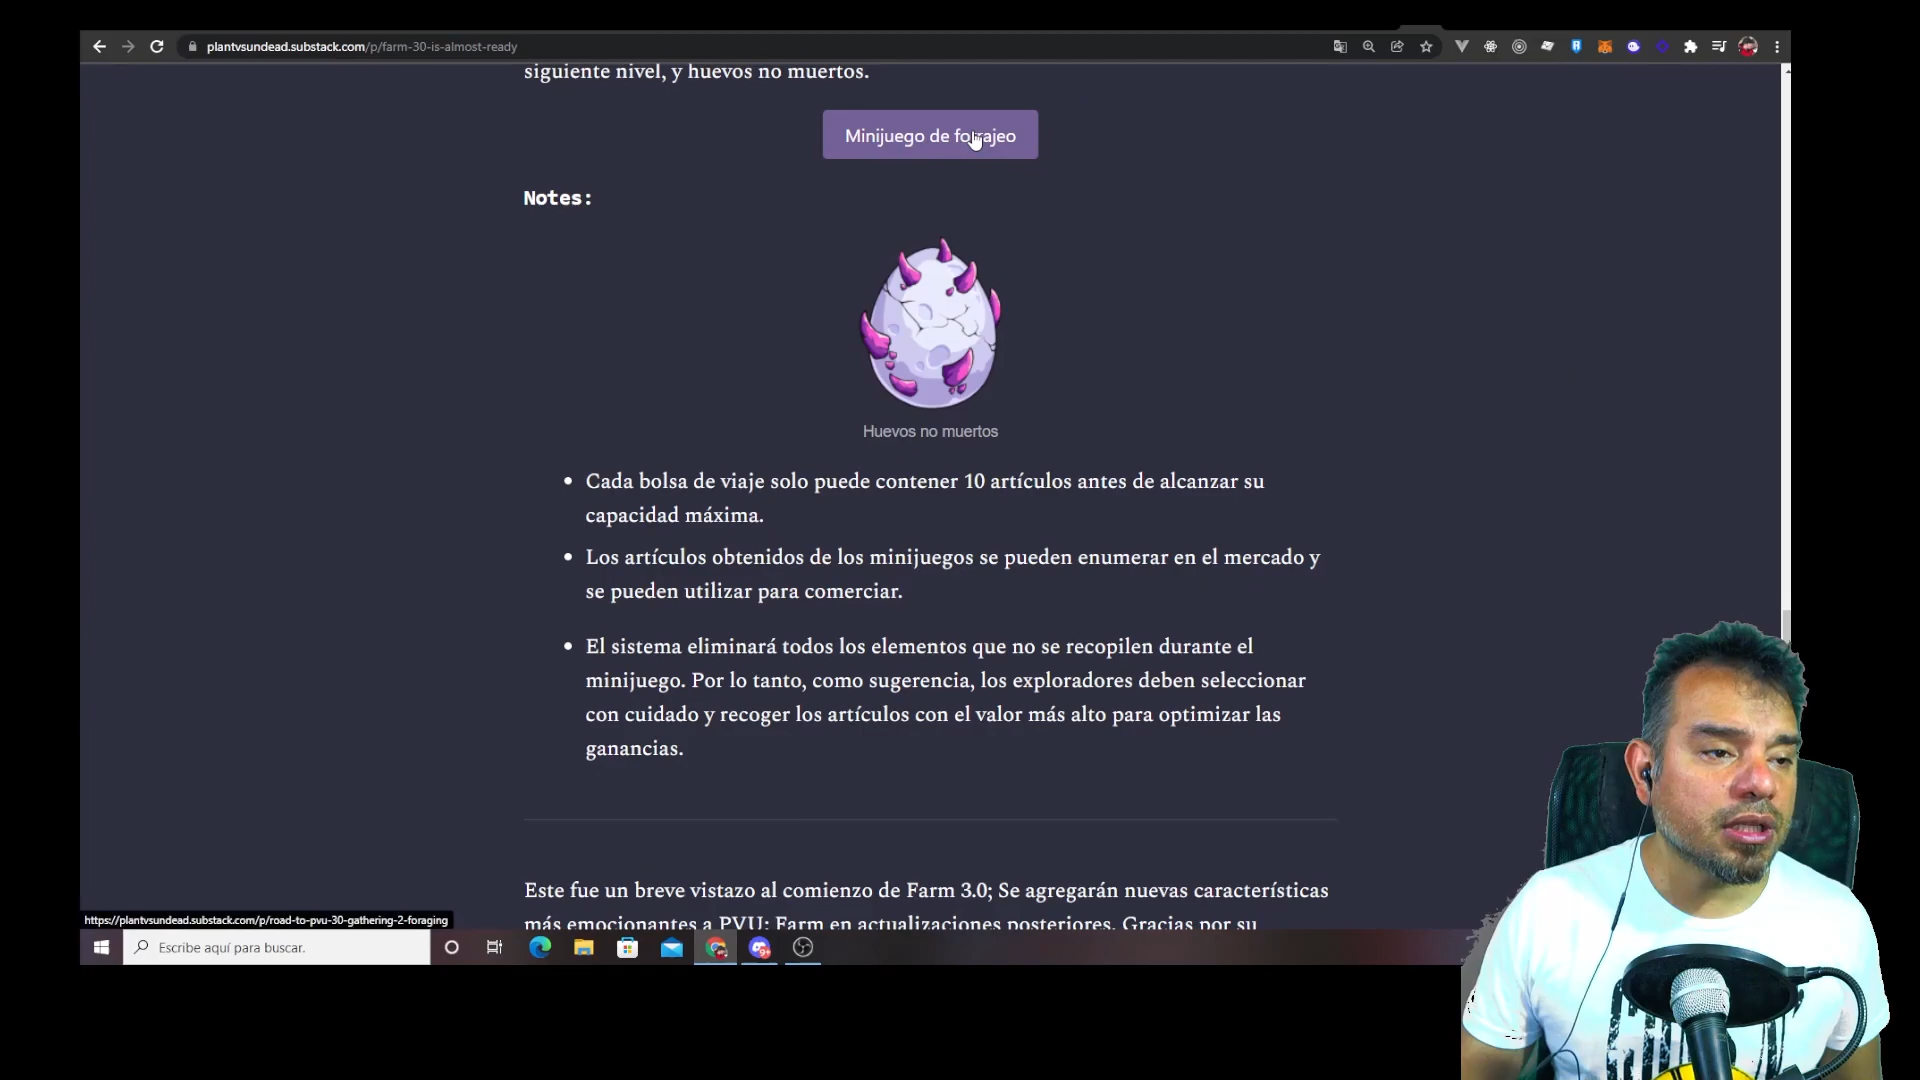 plantvsundead.substack.com/p/farm-30-is-almost-ready
siguiente nivel, y huevos no muertos.
Minijuego de forrajeo
Notes:
Huevos no muertos
• Cada bolsa de viaje solo puede contener 10 artículos antes de alcanzar su
capacidad máxima.
• Los artículos obtenidos de los minijuegos se pueden enumerar en el mercado y
se pueden utilizar para comerciar.
• El sistema eliminará todos los elementos que no se recopilen durante el
minijuego. Por lo tanto, como sugerencia, los exploradores deben seleccionar
con cuidado y recoger los artículos con el valor más alto para optimizar las
ganancias.
Este fue un breve vistazo al comienzo de Farm 3.0; Se agregarán nuevas características
más emocionantes a PVU: Farm en actualizaciones posteriores. Gracias por su
https://plantvsundead.substack.com/p/road-to-pvu-30-gathering-2-foraging
Escribe aquí para buscar.